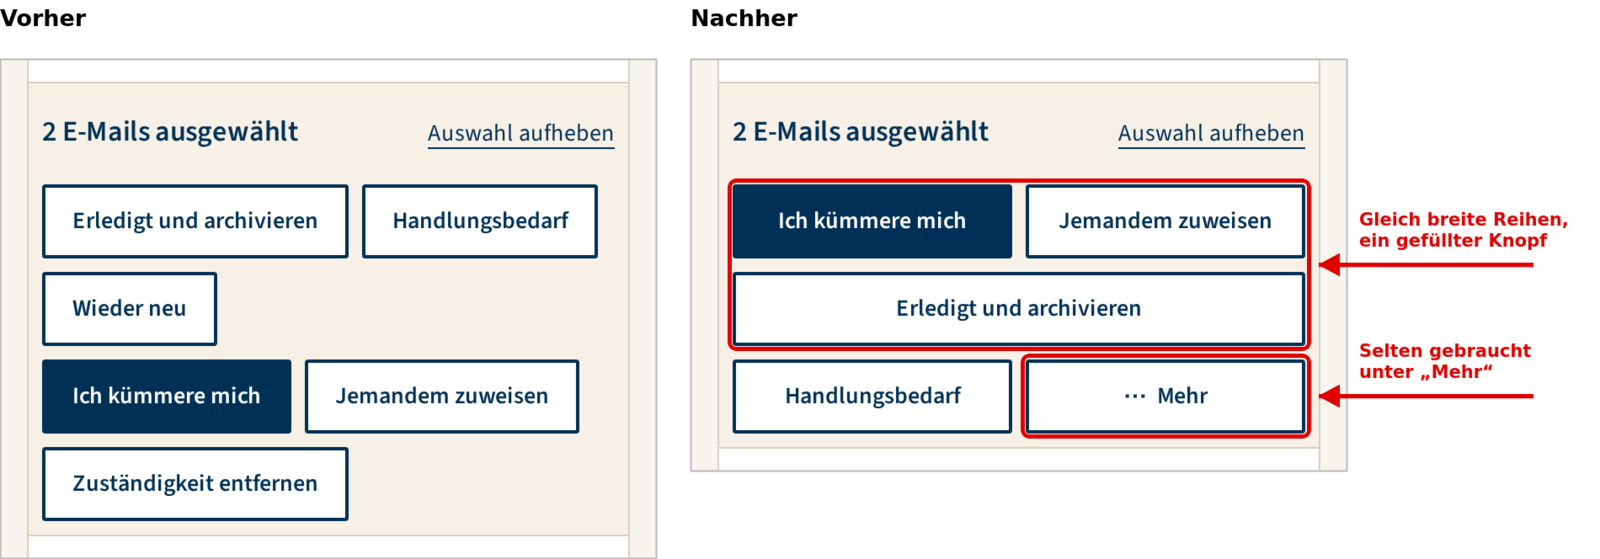 Vorher
2 E-Mails ausgewählt
Auswahl aufheben
Erledigt und archivieren
Handlungsbedarf
Wieder neu
Ich kümmere mich
Jemandem zuweisen
Zuständigkeit entfernen
Nachher
2 E-Mails ausgewählt
Auswahl aufheben
Ich kümmere mich
Jemandem zuweisen
Erledigt und archivieren
Handlungsbedarf
··· Mehr
Gleich breite Reihen,
ein gefüllter Knopf
Selten gebraucht
unter „Mehr“